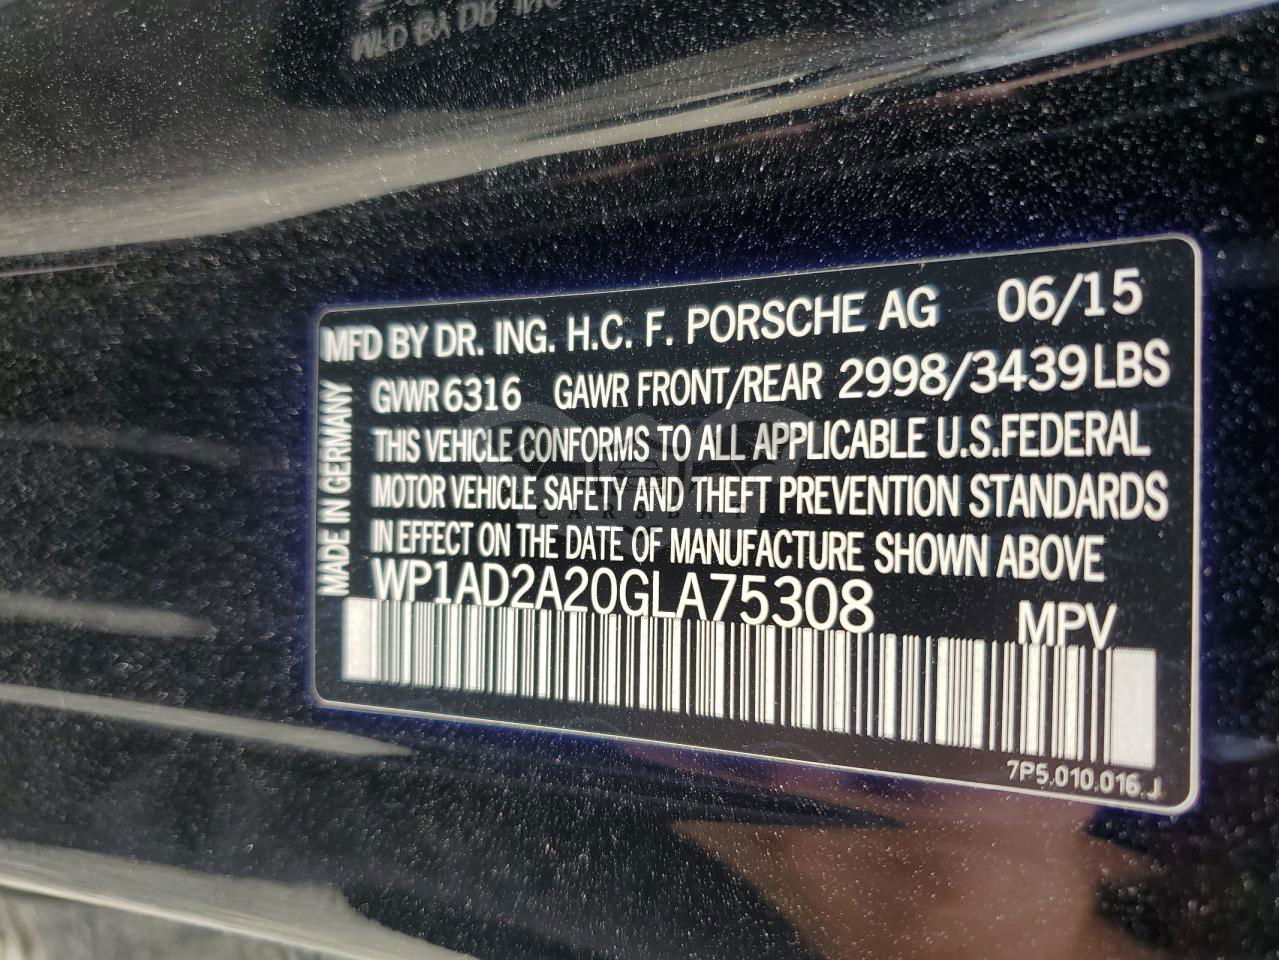 MFD BY DR. ING. H.C. F. PORSCHE AG 06/15
GVWR 6316 GAWR FRONT/REAR 2998/3439 LBS
THIS VEHICLE CONFORMS TO ALL APPLICABLE U.S.FEDERAL
MOTOR VEHICLE SAFETY AND THEFT PREVENTION STANDARDS
IN EFFECT ON THE DATE OF MANUFACTURE SHOWN ABOVE
WP1AD2A20GLA75308 MPV
7P5.010.016.J
MADE IN GERMANY